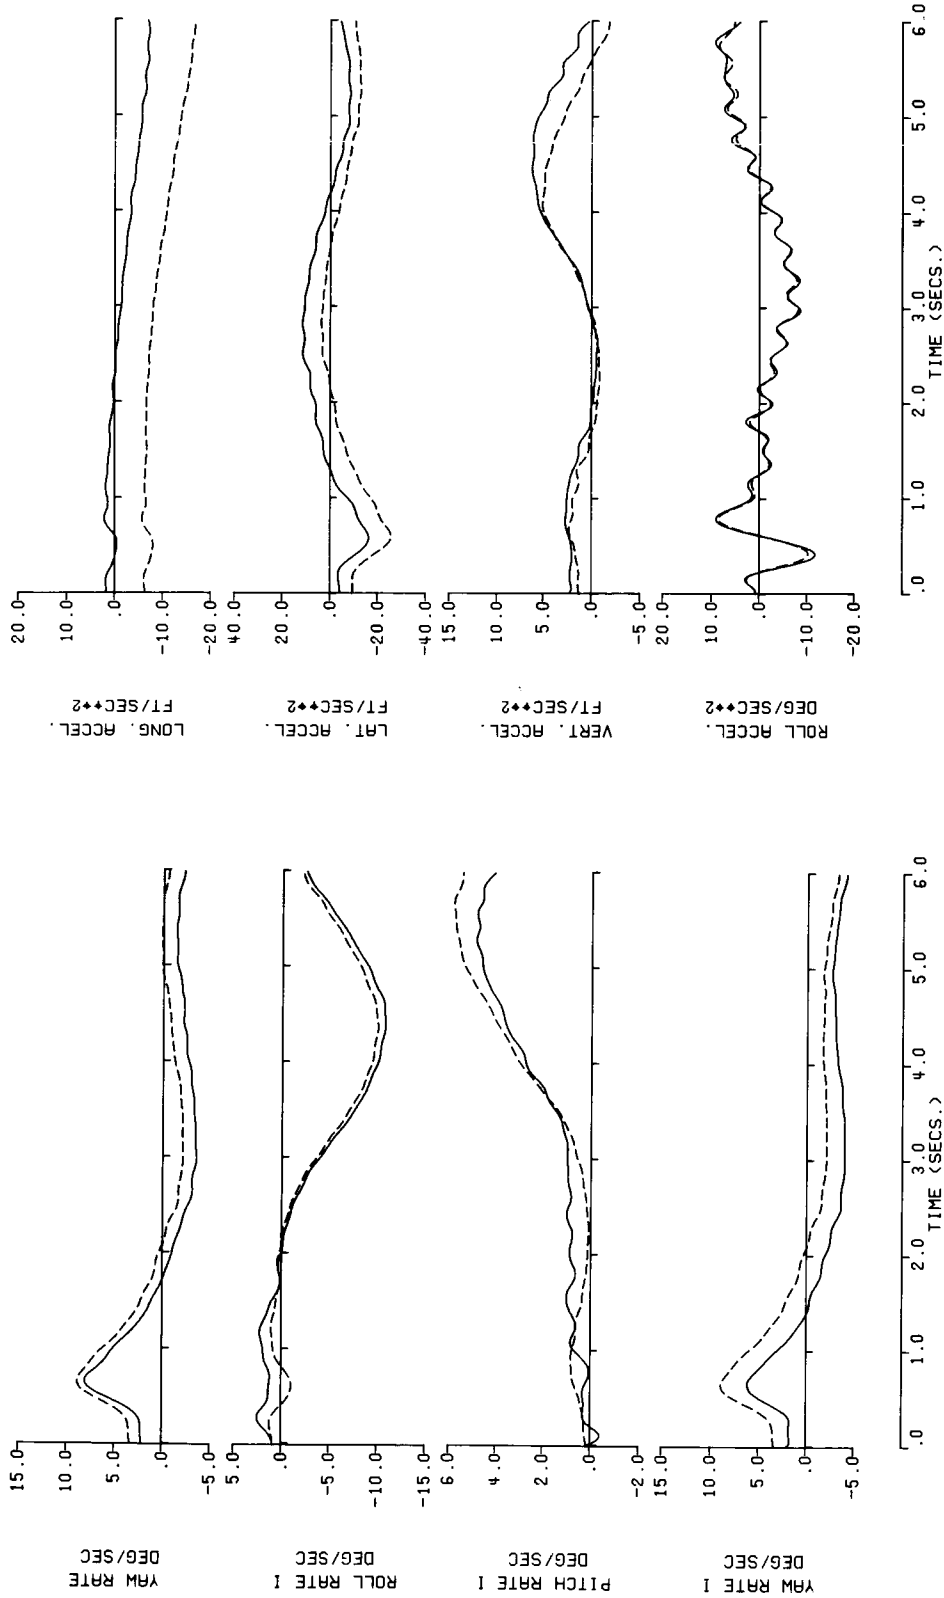 YAW RATE
DEG/SEC
15.0
10.0
5.0
.0
-5.0
ROLL RATE I
DEG/SEC
5.0
.0
-5.0
-10.0
-15.0
PITCH RATE I
DEG/SEC
6.0
4.0
2.0
.0
-2.0
YAW RATE I
DEG/SEC
15.0
10.0
5.0
.0
-5.0
.0 1.0 2.0 3.0 4.0 5.0 6.0
TIME (SECS.)
LONG. ACCEL.
FT/SEC**2
20.0
10.0
.0
-10.0
-20.0
LAT. ACCEL.
FT/SEC**2
40.0
20.0
.0
-20.0
-40.0
VERT. ACCEL.
FT/SEC**2
15.0
10.0
5.0
.0
-5.0
ROLL ACCEL.
DEG/SEC**2
20.0
10.0
.0
-10.0
-20.0
.0 1.0 2.0 3.0 4.0 5.0 6.0
TIME (SECS.)